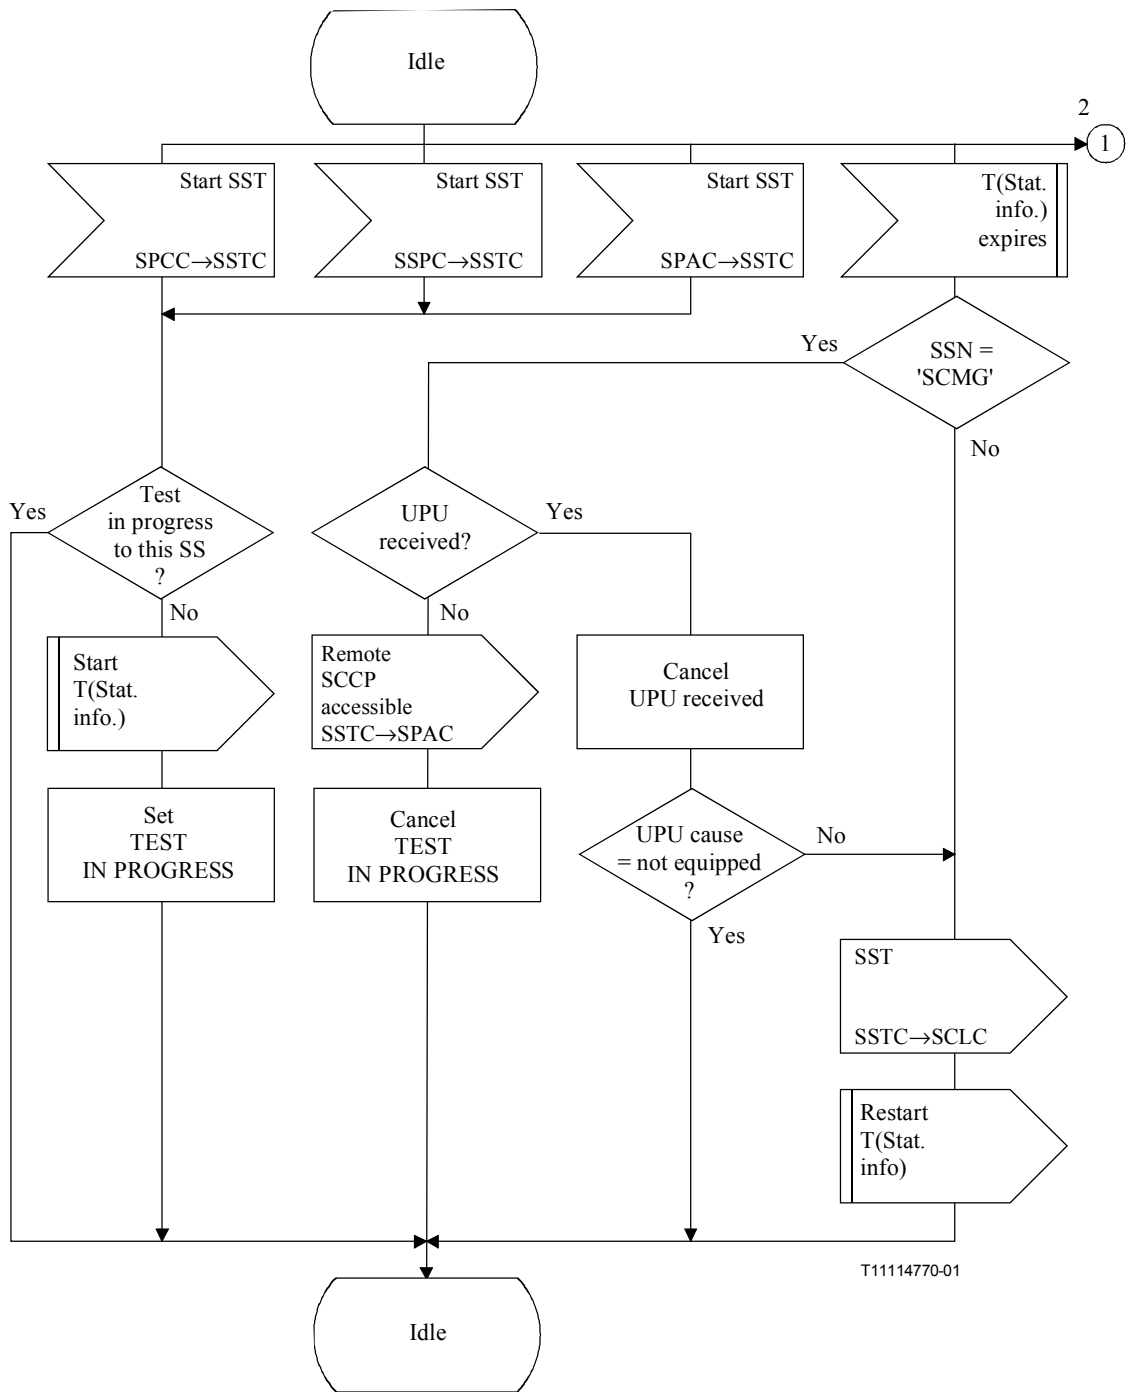 Idle
2
1
Start SST
SPCC→SSTC
Start SST
SSPC→SSTC
Start SST
SPAC→SSTC
T(Stat.
info.)
expires
Yes
SSN =
'SCMG'
No
Yes
Test
in progress
to this SS
?
No
UPU
received?
Yes
No
Start
T(Stat.
info.)
Remote
SCCP
accessible
SSTC→SPAC
Cancel
UPU received
Set
TEST
IN PROGRESS
Cancel
TEST
IN PROGRESS
UPU cause
= not equipped
?
No
Yes
SST
SSTC→SCLC
Restart
T(Stat.
info)
T11114770-01
Idle